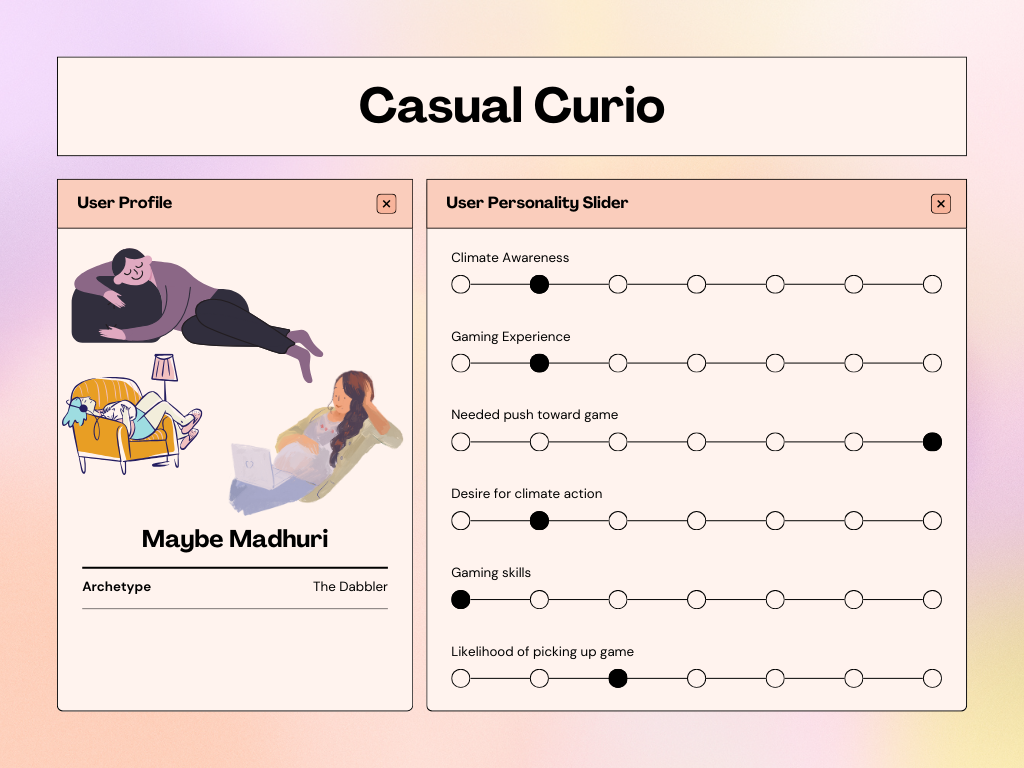 Casual Curio
User Profile
Maybe Madhuri
Archetype The Dabbler
User Personality Slider
Climate Awareness
Gaming Experience
Needed push toward game
Desire for climate action
Gaming skills
Likelihood of picking up game